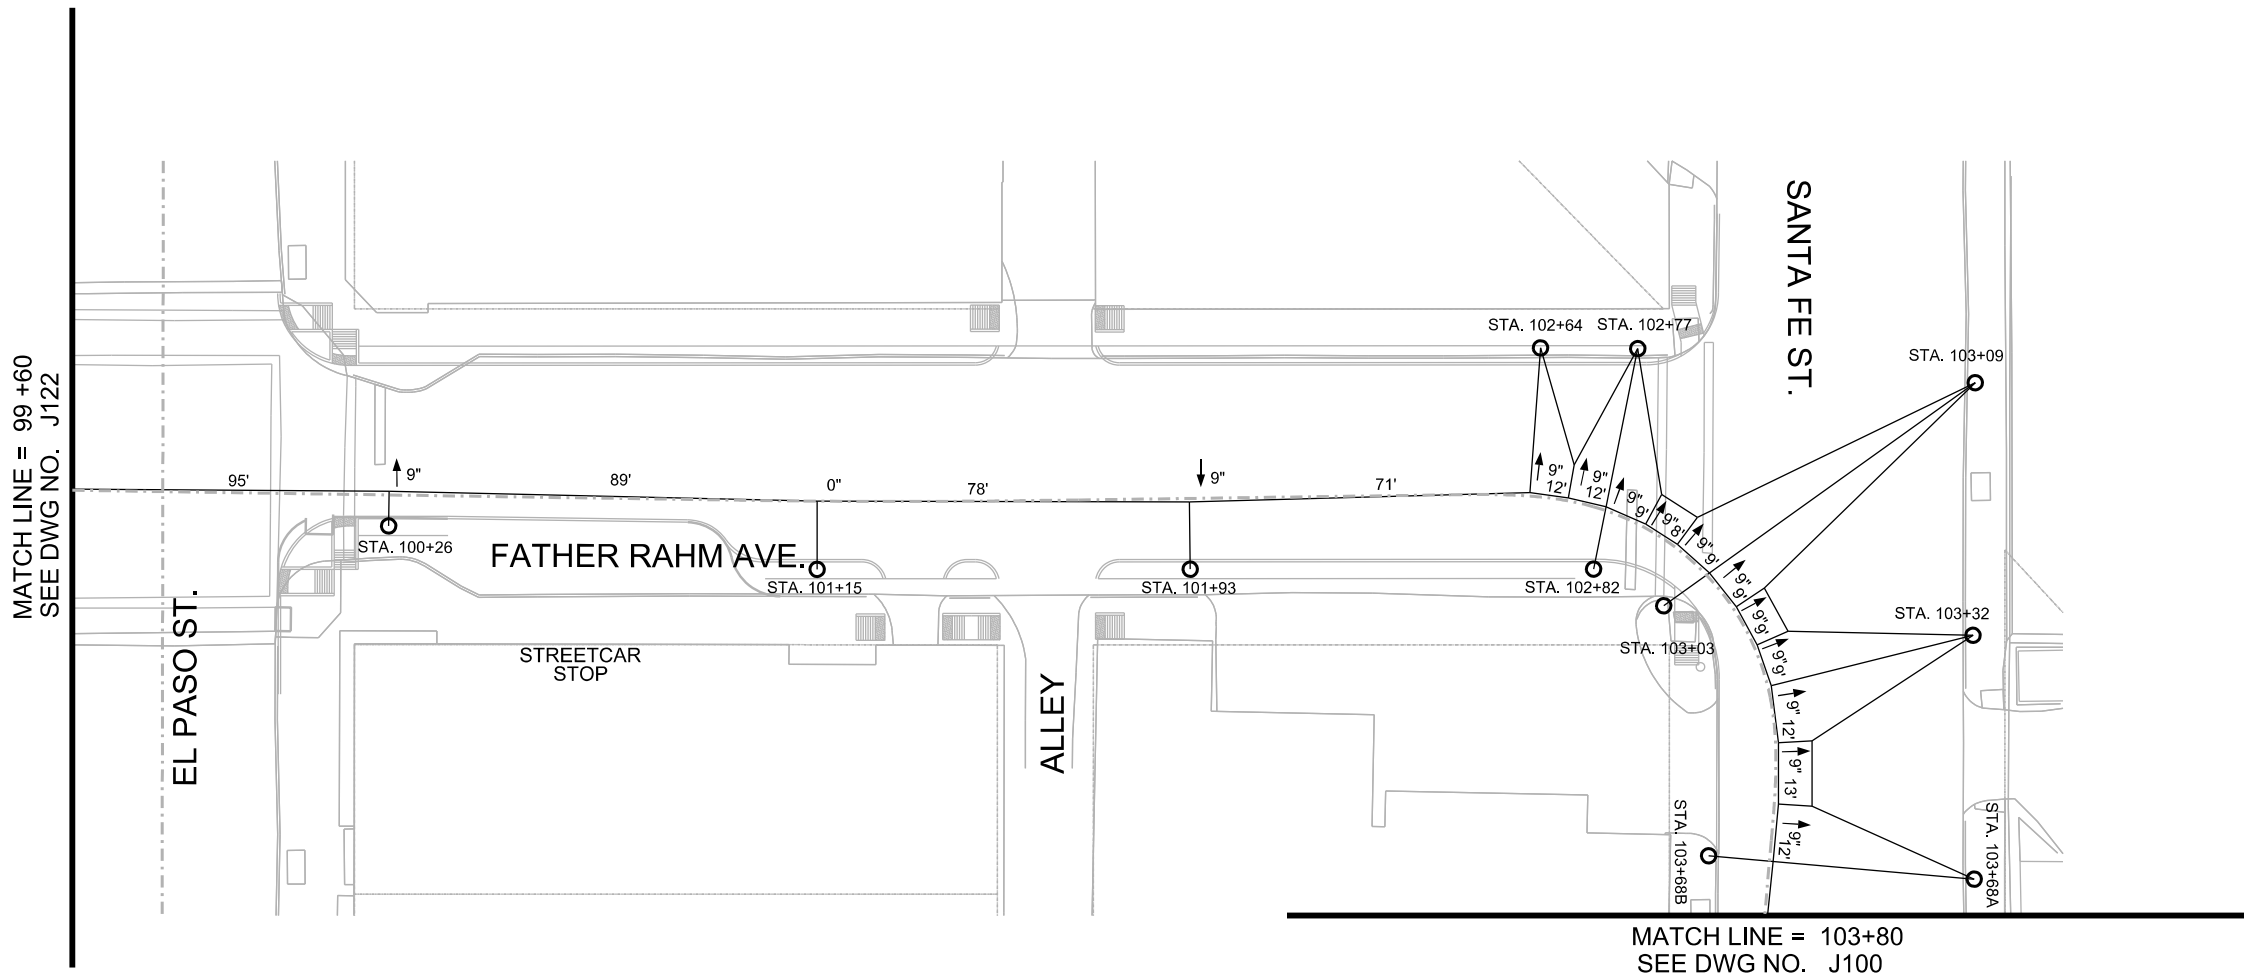 MATCH LINE = 99 +60
SEE DWG NO. J122
EL PASO ST.
95'
9"
89'
0"
78'
9"
71'
STA. 100+26
FATHER RAHM AVE.
STA. 101+15
STA. 101+93
STREETCAR
STOP
ALLEY
STA. 102+64
STA. 102+77
SANTA FE ST.
STA. 103+09
9"
12'
9"
12'
9"
9'
9"
8'
9"
9'
9"
9'
9"
9'
9"
9'
9"
12'
9"
13'
9"
12'
STA. 102+82
STA. 103+03
STA. 103+32
STA. 103+68B
STA. 103+68A
MATCH LINE = 103+80
SEE DWG NO. J100